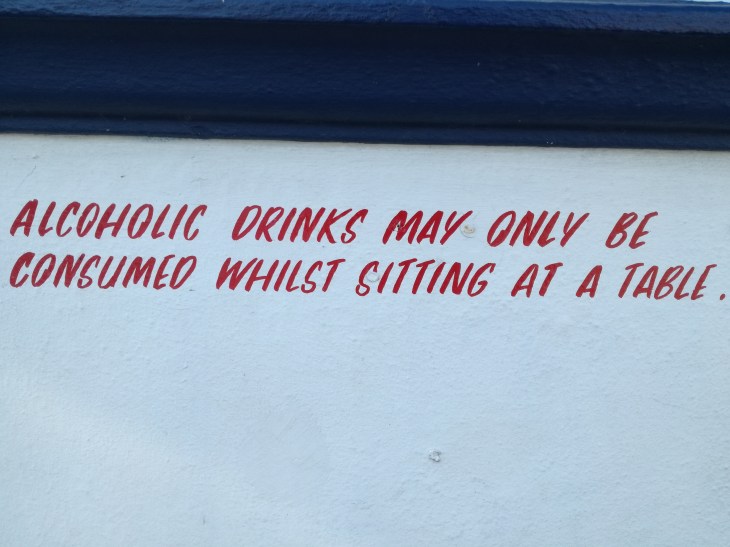 ALCOHOLIC DRINKS MAY ONLY BE
CONSUMED WHILST SITTING AT A TABLE.